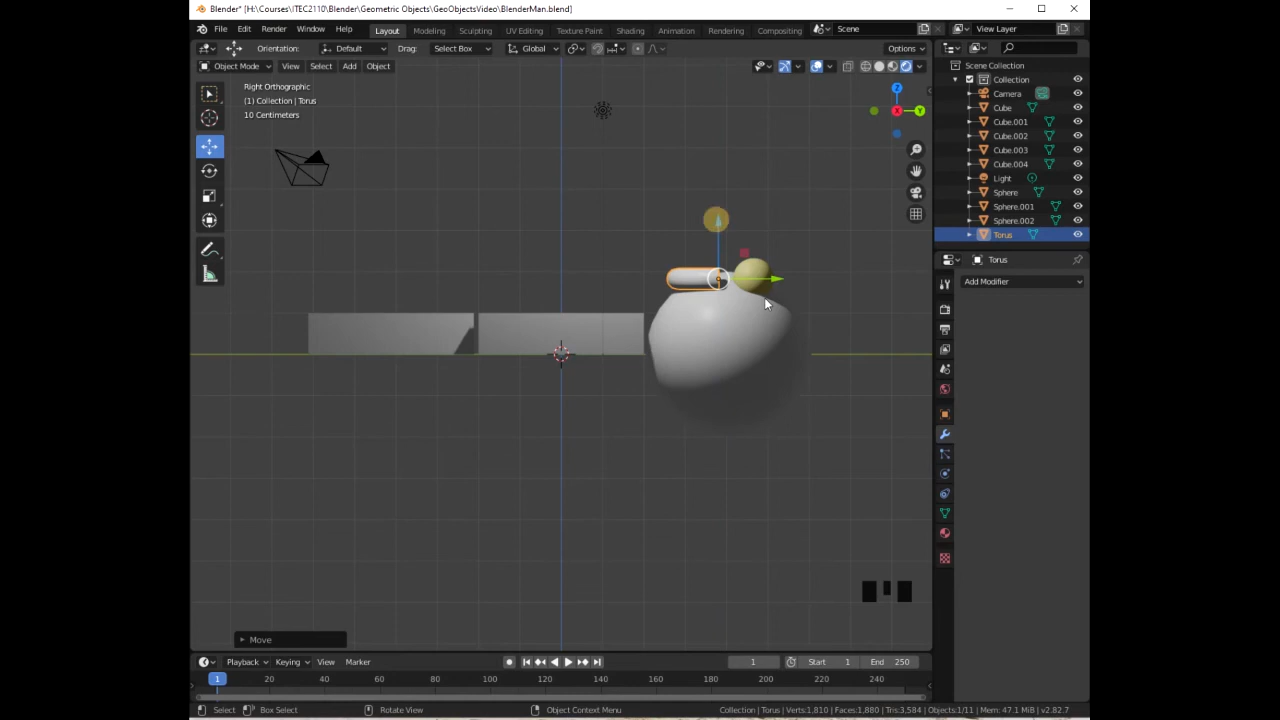 Blender* [H:\Courses\ITEC2110\Blender\Geometric Objects\GeoObjectsVideo\BlenderMan.blend]
File Edit Render Window Help Layout Modeling Sculpting UV Editing Texture Paint Shading Animation Rendering Compositing Scene View Layer
Orientation: Default Drag: Select Box Global Options
Object Mode View Select Add Object
Right Orthographic
(1) Collection | Torus
10 Centimeters
Z
X
Y
Scene Collection
Collection
Camera
Cube
Cube.001
Cube.002
Cube.003
Cube.004
Light
Sphere
Sphere.001
Sphere.002
Torus
Torus
Add Modifier
Move
Playback Keying View Marker 1 Start 1 End 250
1 20 40 60 80 100 120 140 160 180 200 220 240
Select Box Select Rotate View Object Context Menu Collection | Torus | Verts:1,810 | Faces:1,880 | Tris:3,584 | Objects:1/11 | Mem: 47.1 MiB | v2.82.7